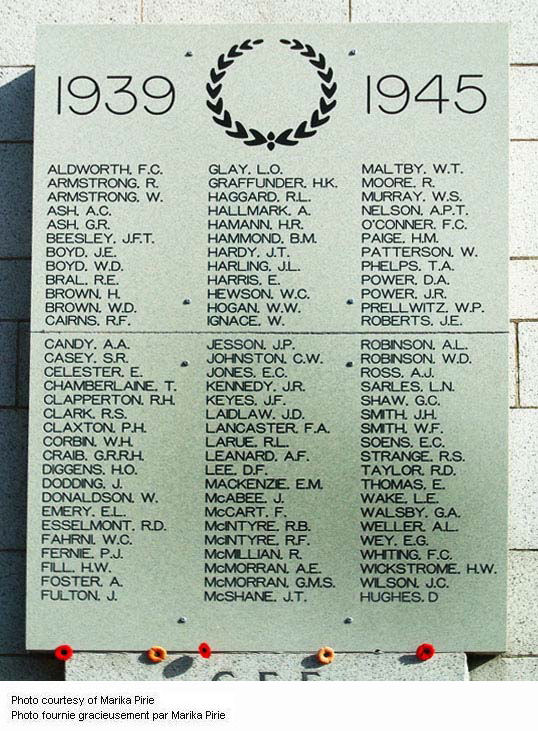 1939 1945
ALDWORTH, F.C.
ARMSTRONG, R.
ARMSTRONG, W.
ASH, A.C.
ASH, G.R.
BEESLEY, J.F.T.
BOYD, J.E.
BOYD, W.D.
BRAL, R.E.
BROWN, H.
BROWN, W.D.
CAIRNS, R.F.
CANDY, A.A.
CASEY, S.R.
CELESTER, E.
CHAMBERLAINE, T.
CLAPPERTON, R.H.
CLARK, R.S.
CLAXTON, P.H.
CORBIN, W.H.
CRAIB, G.R.R.H.
DIGGENS, H.O.
DODDING, J.
DONALDSON, W.
EMERY, E.L.
ESSELMONT, R.D.
FAHRNI, W.C.
FERNIE, P.J.
FILL, H.W.
FOSTER, A.
FULTON, J.
GLAY, L.O.
GRAFFUNDER, H.K.
HAGGARD, R.L.
HALLMARK, A.
HAMANN, H.R.
HAMMOND, B.M.
HARDY, J.T.
HARLING, J.L.
HARRIS, E.
HEWSON, W.C.
HOGAN, W.W.
IGNACE, W.
JESSON, J.P.
JOHNSTON, C.W.
JONES, E.C.
KENNEDY, J.R.
KEYES, J.F.
LAIDLAW, J.D.
LANCASTER, F.A.
LARUE, R.L.
LEANARD, A.F.
LEE, D.F.
MACKENZIE, E.M.
McABEE, J.
McCART, F.
McINTYRE, R.B.
McINTYRE, R.F.
McMILLIAN, R.
McMORRAN, A.E.
McMORRAN, G.M.S.
McSHANE, J.T.
MALTBY, W.T.
MOORE, R.
MURRAY, W.S.
NELSON, A.P.T.
O'CONNER, F.C.
PAIGE, H.M.
PATTERSON, W.
PHELPS, T.A.
POWER, D.A.
POWER, J.R.
PRELLWITZ, W.P.
ROBERTS, J.E.
ROBINSON, A.L.
ROBINSON, W.D.
ROSS, A.J.
SARLES, L.N.
SHAW, G.C.
SMITH, J.H.
SMITH, W.F.
SOENS, E.C.
STRANGE, R.S.
TAYLOR, R.D.
THOMAS, E.
WAKE, L.E.
WALSBY, G.A.
WELLER, A.L.
WEY, E.G.
WHITING, F.C.
WICKSTROME, H.W.
WILSON, J.C.
HUGHES, D
Photo courtesy of Marika Pirie
Photo fournie gracieusement par Marika Pirie